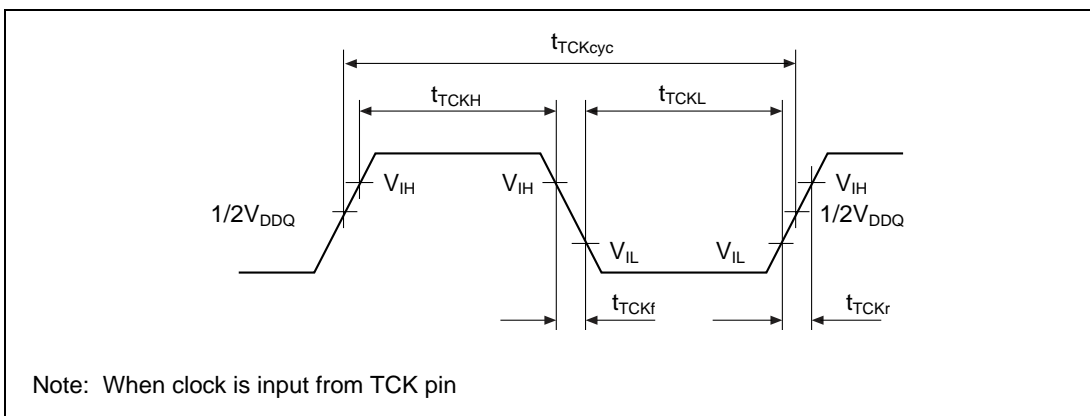 tTCKcyc
tTCKH tTCKL
VIH VIH VIH
1/2VDDQ 1/2VDDQ
VIL VIL
tTCKf tTCKr
Note: When clock is input from TCK pin